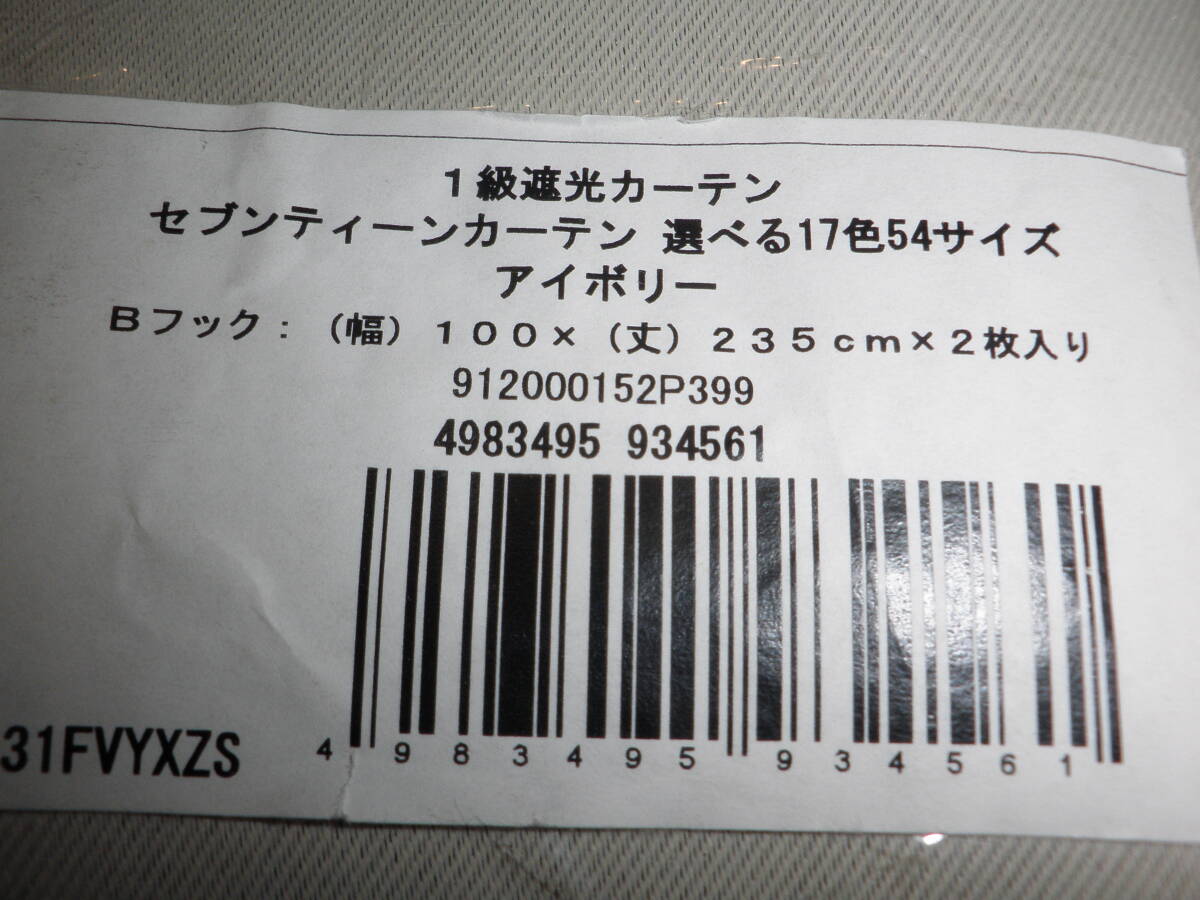 １級遮光カーテン
セブンティーンカーテン 選べる17色54サイズ
アイボリー
Ｂフック：（幅）１００×（丈）２３５ｃｍ×２枚入り
912000152P399
4983495 934561
31FVYXZS
4 983495 934561